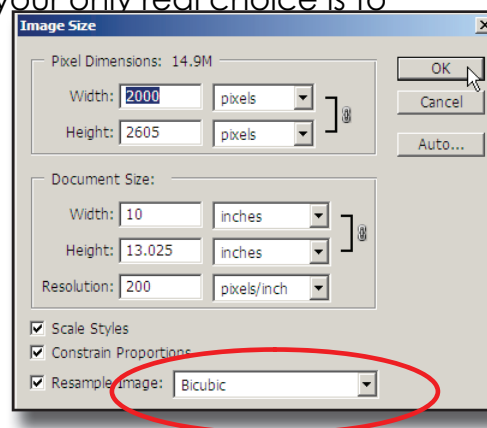 your only real choice is to
Image Size
Pixel Dimensions: 14.9M
OK
Width: 2000 pixels
Cancel
Height: 2605 pixels
Auto...
Document Size:
Width: 10 inches
Height: 13.025 inches
Resolution: 200 pixels/inch
Scale Styles
Constrain Proportions
Resample Image: Bicubic